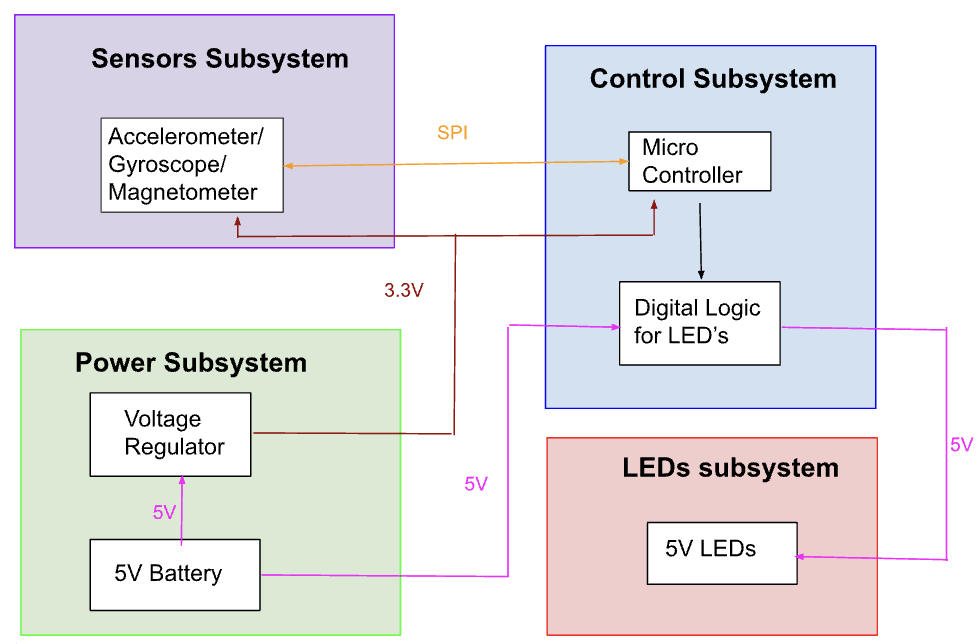 Sensors Subsystem
Accelerometer/
Gyroscope/
Magnetometer
SPI
Control Subsystem
Micro
Controller
Digital Logic
for LED's
3.3V
Power Subsystem
Voltage
Regulator
5V
5V Battery
5V
5V
LEDs subsystem
5V LEDs